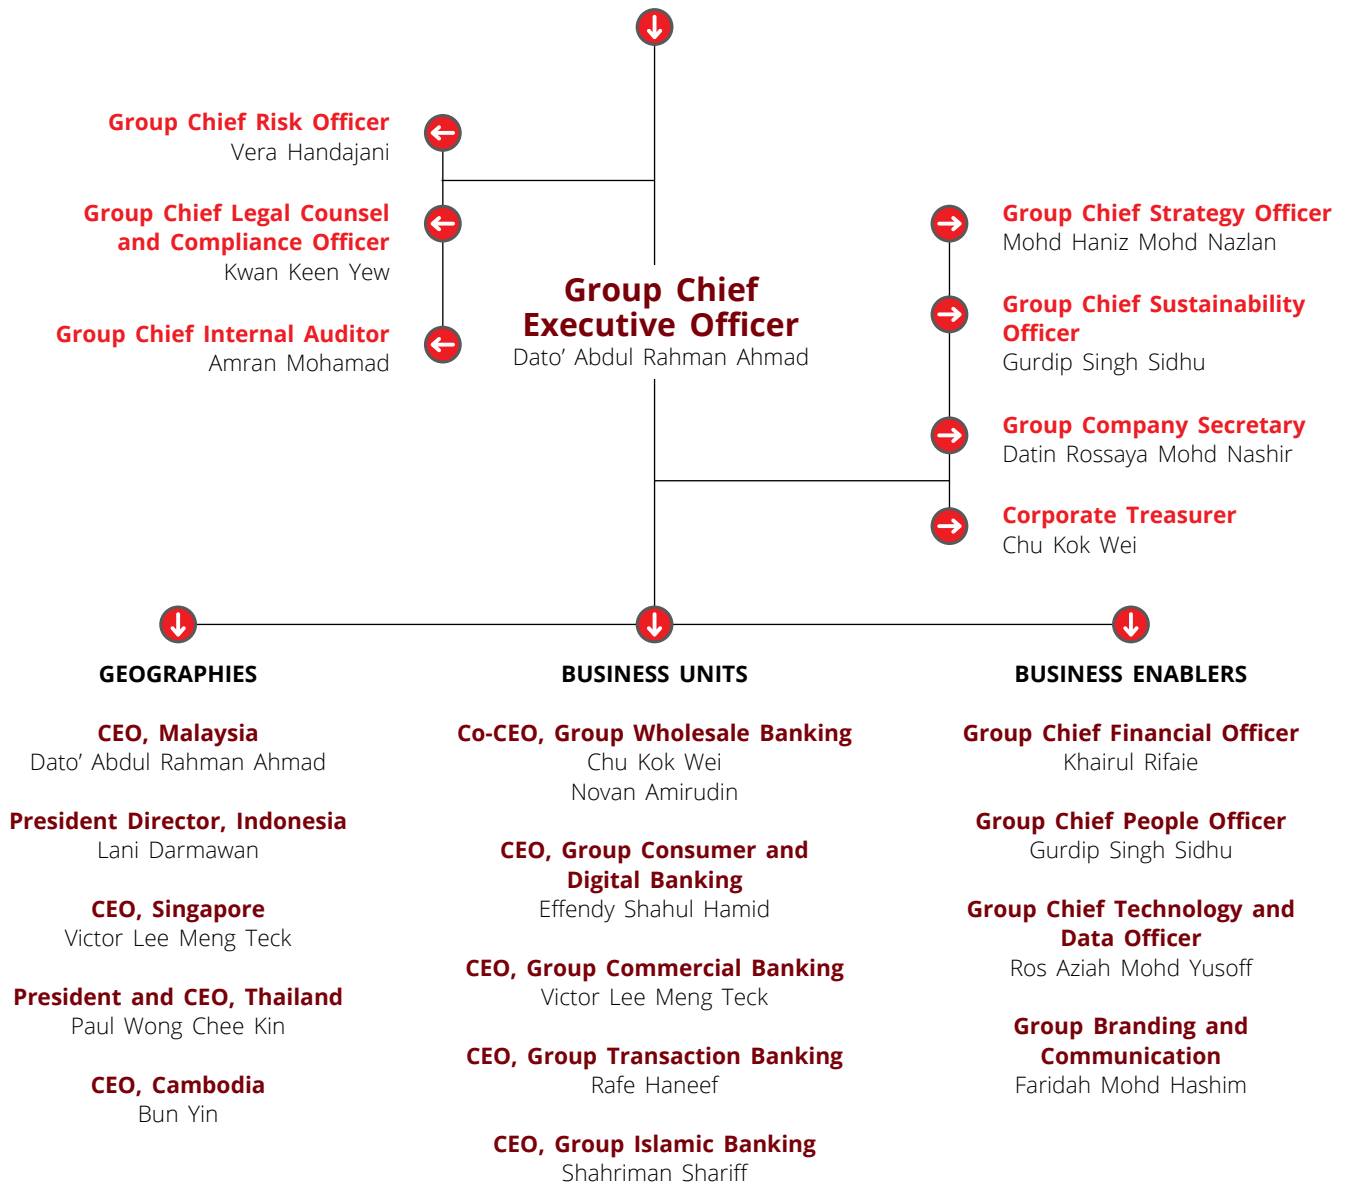 Group Chief Risk Officer
Vera Handajani
Group Chief Legal Counsel
and Compliance Officer
Kwan Keen Yew
Group Chief Internal Auditor
Amran Mohamad
Group Chief
Executive Officer
Dato’ Abdul Rahman Ahmad
Group Chief Strategy Officer
Mohd Haniz Mohd Nazlan
Group Chief Sustainability
Officer
Gurdip Singh Sidhu
Group Company Secretary
Datin Rossaya Mohd Nashir
Corporate Treasurer
Chu Kok Wei
GEOGRAPHIES
CEO, Malaysia
Dato’ Abdul Rahman Ahmad
President Director, Indonesia
Lani Darmawan
CEO, Singapore
Victor Lee Meng Teck
President and CEO, Thailand
Paul Wong Chee Kin
CEO, Cambodia
Bun Yin
BUSINESS UNITS
Co-CEO, Group Wholesale Banking
Chu Kok Wei
Novan Amirudin
CEO, Group Consumer and
Digital Banking
Effendy Shahul Hamid
CEO, Group Commercial Banking
Victor Lee Meng Teck
CEO, Group Transaction Banking
Rafe Haneef
CEO, Group Islamic Banking
Shahriman Shariff
BUSINESS ENABLERS
Group Chief Financial Officer
Khairul Rifaie
Group Chief People Officer
Gurdip Singh Sidhu
Group Chief Technology and
Data Officer
Ros Aziah Mohd Yusoff
Group Branding and
Communication
Faridah Mohd Hashim